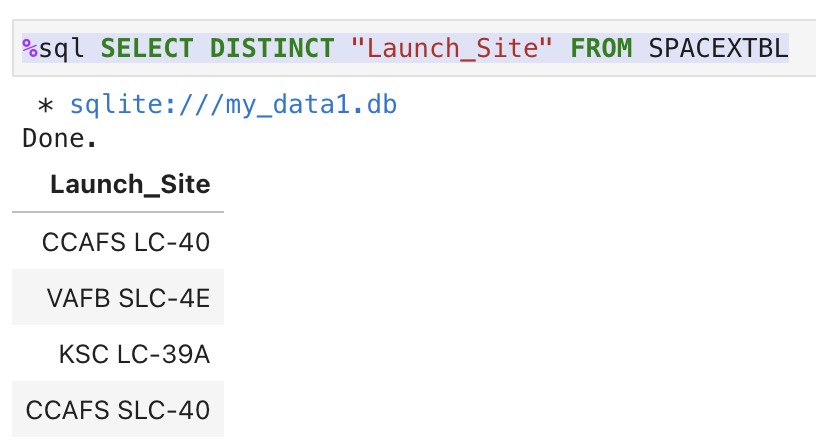 %sql SELECT DISTINCT "Launch_Site" FROM SPACEXTBL
* sqlite:///my_data1.db
Done.
Launch_Site
CCAFS LC-40
VAFB SLC-4E
KSC LC-39A
CCAFS SLC-40